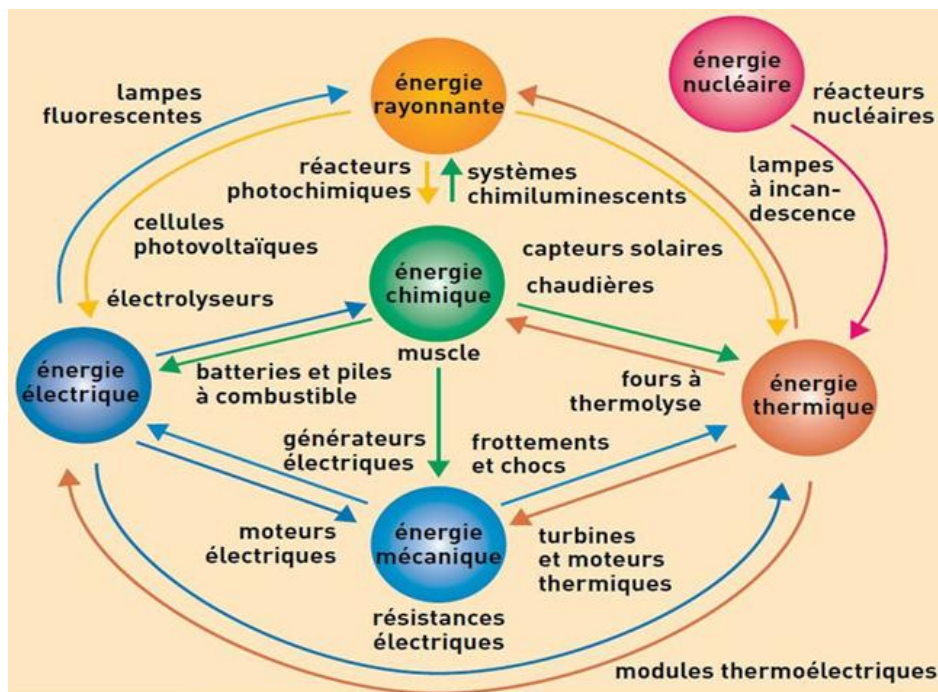 énergie
rayonnante
énergie
nucléaire
lampes
fluorescentes
réacteurs
nucléaires
réacteurs
photochimiques
systèmes
chimiluminescents
lampes
à incan-
descence
cellules
photovoltaïques
capteurs solaires
électrolyseurs
énergie
chimique
chaudières
muscle
énergie
électrique
batteries et piles
à combustible
fours à
thermolyse
énergie
thermique
générateurs
électriques
frottements
et chocs
moteurs
électriques
énergie
mécanique
turbines
et moteurs
thermiques
résistances
électriques
modules thermoélectriques